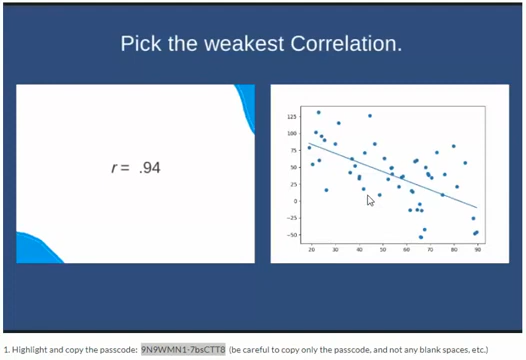 Pick the weakest Correlation.
r = .94
125
100
75
50
25
0
−25
−50
20 30 40 50 60 70 80 90
1. Highlight and copy the passcode: 9N9WMN1-7bsCTT8 (be careful to copy only the passcode, and not any blank spaces, etc.)